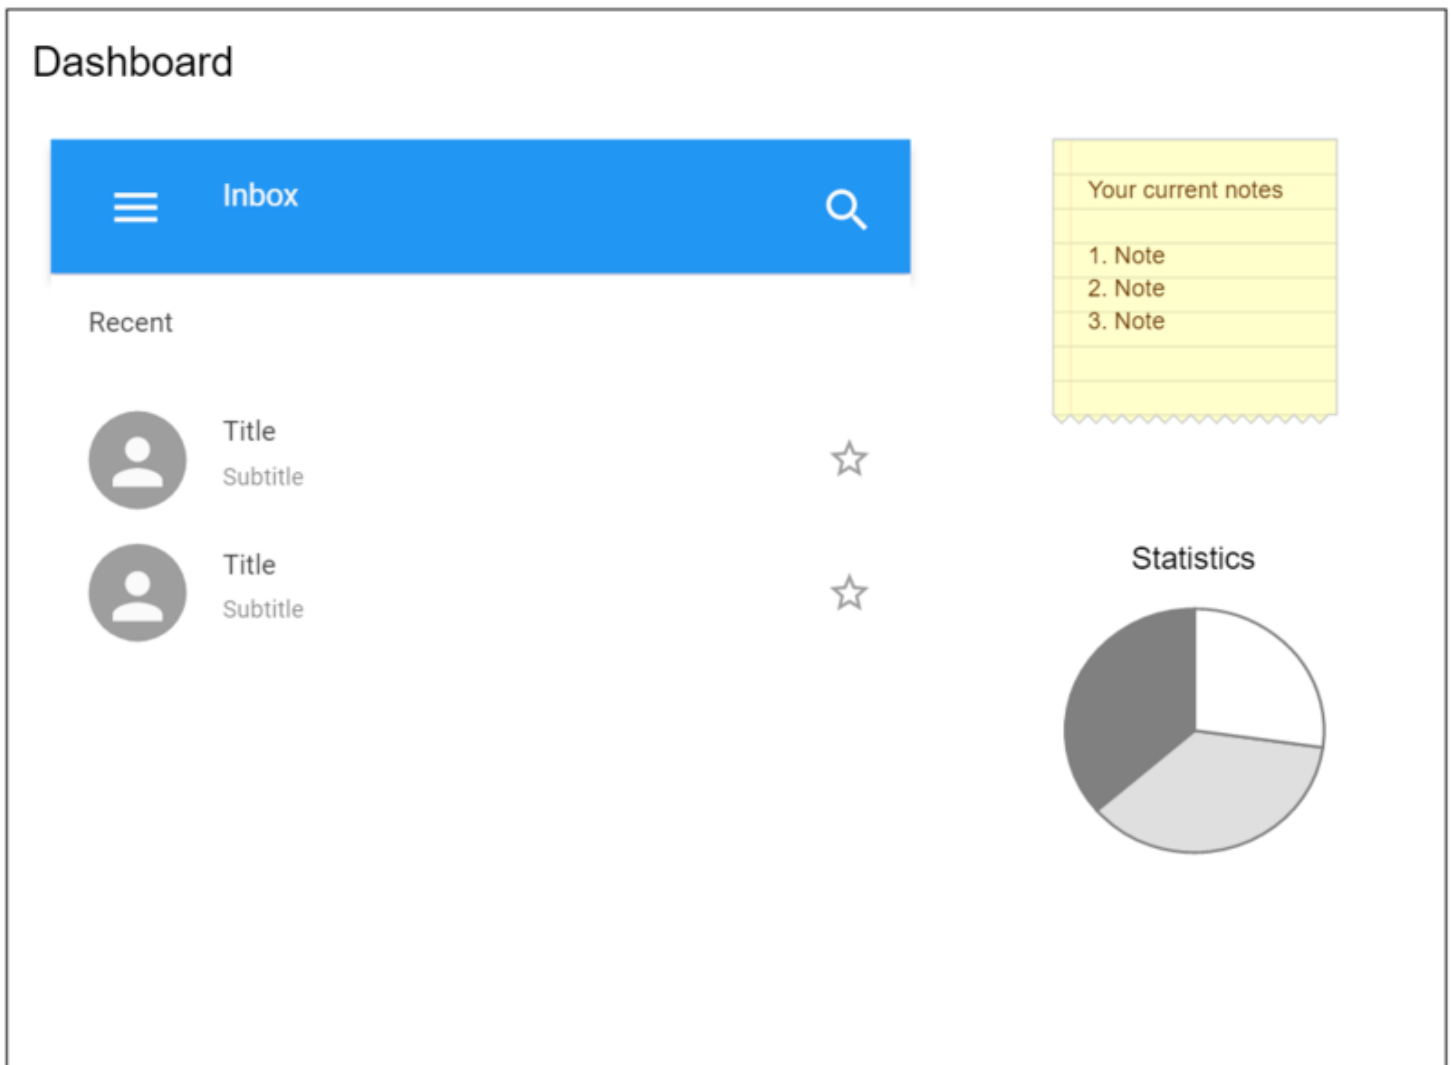 Dashboard
Inbox
Recent
Title
Subtitle
Title
Subtitle
Your current notes
1. Note
2. Note
3. Note
Statistics